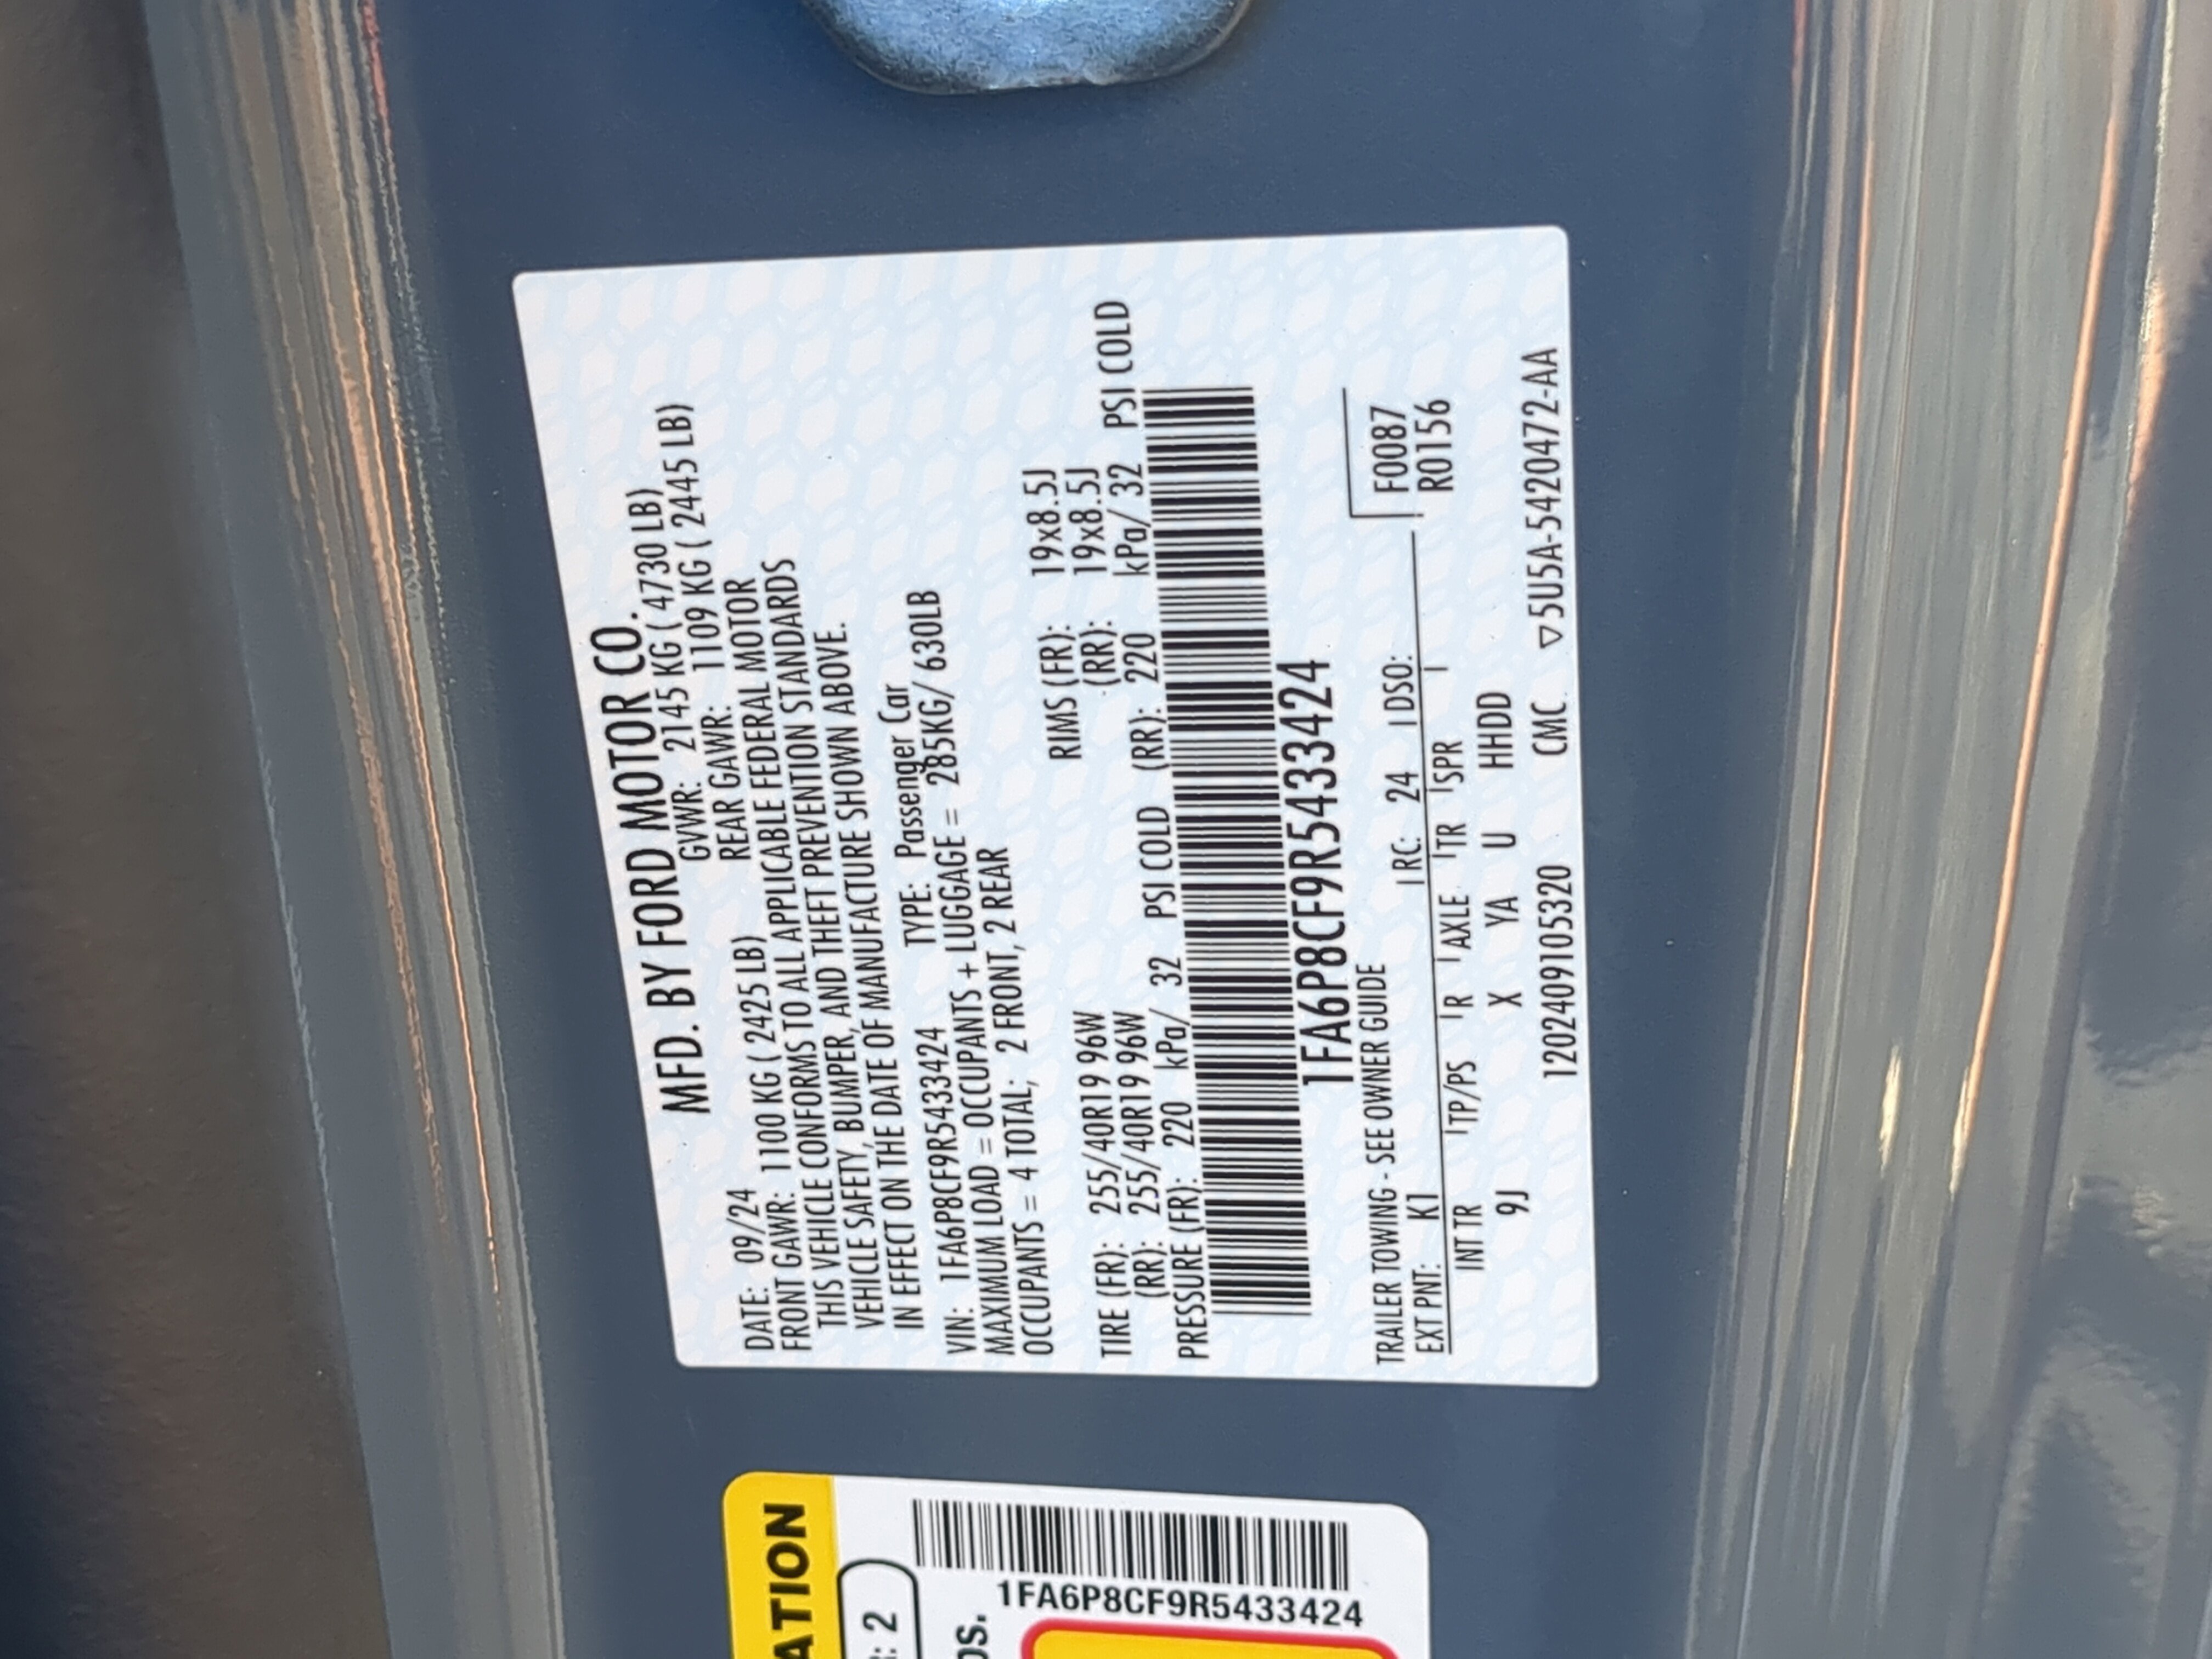 MFD. BY FORD MOTOR CO.
DATE: 09/24 GVWR: 2145 KG ( 4730 LB)
FRONT GAWR: 1100 KG ( 2425 LB) REAR GAWR: 1109 KG ( 2445 LB)
THIS VEHICLE CONFORMS TO ALL APPLICABLE FEDERAL MOTOR
VEHICLE SAFETY, BUMPER, AND THEFT PREVENTION STANDARDS
IN EFFECT ON THE DATE OF MANUFACTURE SHOWN ABOVE.
VIN: 1FA6P8CF9R5433424 TYPE: Passenger Car
MAXIMUM LOAD = OCCUPANTS + LUGGAGE = 285KG/ 630LB
OCCUPANTS = 4 TOTAL; 2 FRONT, 2 REAR
TIRE (FR): 255/40R19 96W RIMS (FR): 19x8.5J
(RR): 255/40R19 96W (RR): 19x8.5J
PRESSURE (FR): 220 kPa/ 32 PSI COLD (RR): 220 kPa/ 32 PSI COLD
1FA6P8CF9R5433424
TRAILER TOWING - SEE OWNER GUIDE
EXT PNT: K1 RC: 24 DSO: F0087
INT TR TP/PS R AXLE TR SPR R0156
9J X YA U HHDD
120240910532​0 CMC ▽5U5A-5420472-AA
ATION
: 2
1FA6P8CF9R5433424